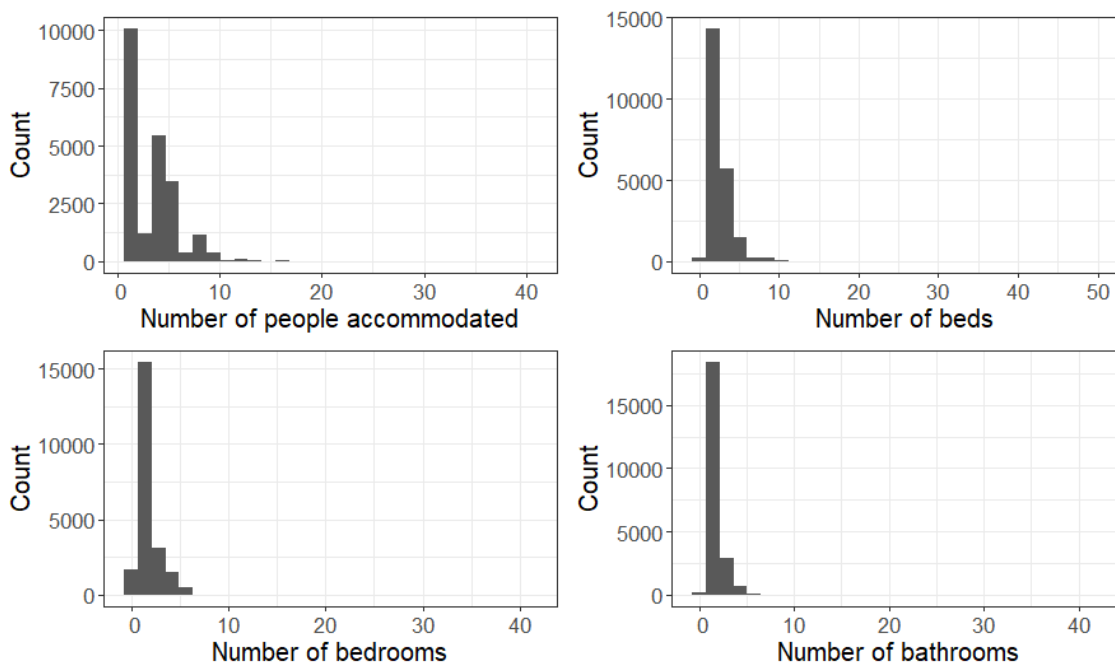 10000
7500
5000
2500
0
Count
0 10 20 30 40
Number of people accommodated
15000
10000
5000
0
Count
0 10 20 30 40 50
Number of beds
15000
10000
5000
0
Count
0 10 20 30 40
Number of bedrooms
15000
10000
5000
0
Count
0 10 20 30 40
Number of bathrooms